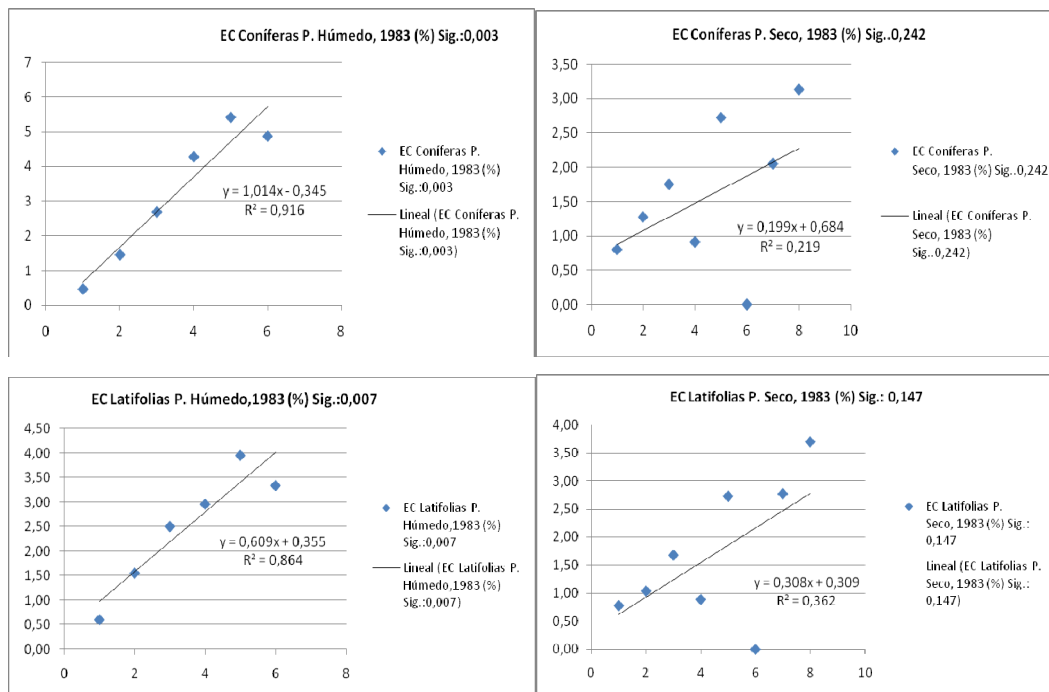 EC Coníferas P. Húmedo, 1983 (%) Sig.:0,003
7
6
5
4
3
2
1
0
0 2 4 6 8
y = 1,014x - 0,345
R² = 0,916
EC Coníferas P.
Húmedo, 1983 (%)
Sig.:0,003
Lineal (EC Coníferas P.
Húmedo, 1983 (%)
Sig.:0,003)
EC Coníferas P. Seco, 1983 (%) Sig..0,242
3,50
3,00
2,50
2,00
1,50
1,00
0,50
0,00
0 2 4 6 8 10
y = 0,199x + 0,684
R² = 0,219
EC Coníferas P.
Seco, 1983 (%) Sig..0,242
Lineal (EC Coníferas P.
Seco, 1983 (%)
Sig..0,242)
EC Latifolias P. Húmedo,1983 (%) Sig.:0,007
4,50
4,00
3,50
3,00
2,50
2,00
1,50
1,00
0,50
0,00
0 2 4 6 8
y = 0,609x + 0,355
R² = 0,864
EC Latifolias P.
Húmedo,1983 (%)
Sig.:0,007
Lineal (EC Latifolias P.
Húmedo,1983 (%)
Sig.:0,007)
EC Latifolias P. Seco, 1983 (%) Sig.: 0,147
4,00
3,50
3,00
2,50
2,00
1,50
1,00
0,50
0,00
0 2 4 6 8 10
y = 0,308x + 0,309
R² = 0,362
EC Latifolias P.
Seco, 1983 (%) Sig.:
0,147
Lineal (EC Latifolias P.
Seco, 1983 (%) Sig.:
0,147)